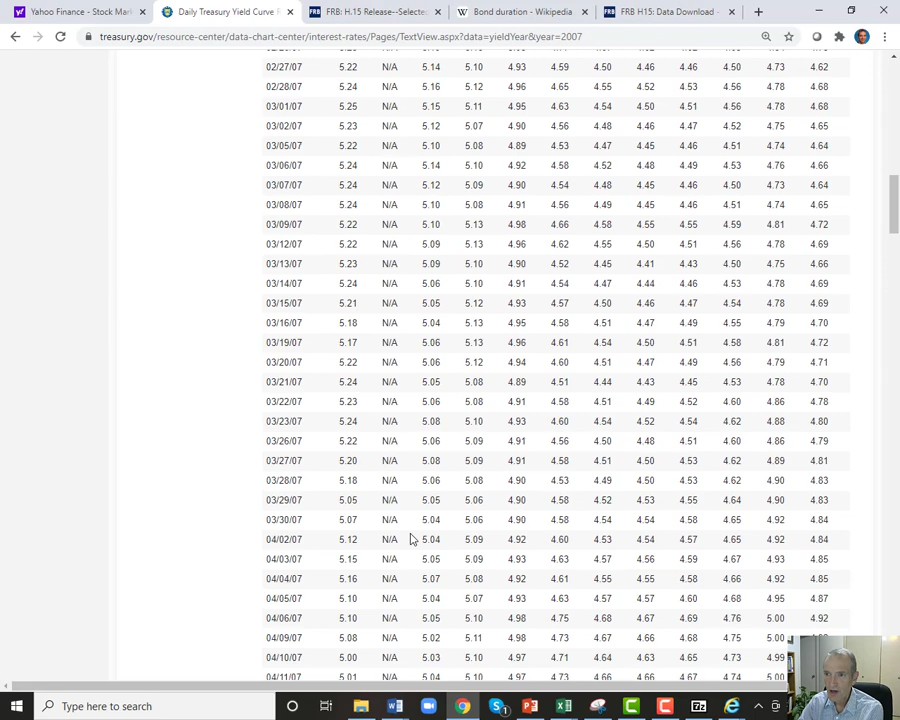 Yahoo Finance - Stock Mark
Daily Treasury Yield Curve R
FRB: H.15 Release--Selected
Bond duration - Wikipedia
FRB H15: Data Download -
treasury.gov/resource-center/data-chart-center/interest-rates/Pages/TextView.aspx?data=yieldYear&year=2007
02/27/07 5.22 N/A 5.14 5.10 4.93 4.59 4.50 4.46 4.46 4.50 4.73 4.62
02/28/07 5.24 N/A 5.16 5.12 4.96 4.65 4.55 4.52 4.53 4.56 4.78 4.68
03/01/07 5.25 N/A 5.15 5.11 4.95 4.63 4.54 4.50 4.51 4.56 4.78 4.68
03/02/07 5.23 N/A 5.12 5.07 4.90 4.56 4.48 4.46 4.47 4.52 4.75 4.65
03/05/07 5.22 N/A 5.10 5.08 4.89 4.53 4.47 4.45 4.46 4.51 4.74 4.64
03/06/07 5.24 N/A 5.14 5.10 4.92 4.58 4.52 4.48 4.49 4.53 4.76 4.66
03/07/07 5.24 N/A 5.12 5.09 4.90 4.54 4.48 4.45 4.46 4.50 4.73 4.64
03/08/07 5.24 N/A 5.10 5.08 4.91 4.56 4.49 4.45 4.46 4.51 4.74 4.65
03/09/07 5.22 N/A 5.10 5.13 4.98 4.66 4.58 4.55 4.55 4.59 4.81 4.72
03/12/07 5.22 N/A 5.09 5.13 4.96 4.62 4.55 4.50 4.51 4.56 4.78 4.69
03/13/07 5.23 N/A 5.09 5.10 4.90 4.52 4.45 4.41 4.43 4.50 4.75 4.66
03/14/07 5.24 N/A 5.06 5.10 4.91 4.54 4.47 4.44 4.46 4.53 4.78 4.69
03/15/07 5.21 N/A 5.05 5.12 4.93 4.57 4.50 4.46 4.47 4.54 4.78 4.69
03/16/07 5.18 N/A 5.04 5.13 4.95 4.58 4.51 4.47 4.49 4.55 4.79 4.70
03/19/07 5.17 N/A 5.06 5.13 4.96 4.61 4.54 4.50 4.51 4.58 4.81 4.72
03/20/07 5.22 N/A 5.06 5.12 4.94 4.60 4.51 4.47 4.49 4.56 4.79 4.71
03/21/07 5.24 N/A 5.05 5.08 4.89 4.51 4.44 4.43 4.45 4.53 4.78 4.70
03/22/07 5.23 N/A 5.06 5.08 4.91 4.58 4.51 4.49 4.52 4.60 4.86 4.78
03/23/07 5.22 N/A 5.08 5.10 4.93 4.60 4.54 4.52 4.54 4.62 4.88 4.80
03/26/07 5.22 N/A 5.06 5.09 4.91 4.56 4.50 4.48 4.51 4.60 4.86 4.79
03/27/07 5.20 N/A 5.08 5.09 4.91 4.58 4.51 4.50 4.53 4.62 4.89 4.81
03/28/07 5.18 N/A 5.06 5.08 4.90 4.53 4.49 4.50 4.53 4.62 4.90 4.83
03/29/07 5.05 N/A 5.05 5.06 4.90 4.58 4.52 4.53 4.55 4.64 4.90 4.83
03/30/07 5.07 N/A 5.04 5.06 4.90 4.58 4.54 4.54 4.58 4.65 4.92 4.84
04/02/07 5.12 N/A 5.04 5.09 4.92 4.60 4.53 4.54 4.57 4.65 4.92 4.84
04/03/07 5.15 N/A 5.05 5.09 4.93 4.63 4.57 4.56 4.59 4.67 4.93 4.85
04/04/07 5.16 N/A 5.07 5.08 4.92 4.61 4.55 4.55 4.58 4.66 4.92 4.85
04/05/07 5.10 N/A 5.04 5.07 4.93 4.63 4.57 4.57 4.60 4.68 4.95 4.87
04/06/07 5.10 N/A 5.05 5.10 4.98 4.75 4.68 4.67 4.69 4.76 5.00 4.92
04/09/07 5.08 N/A 5.02 5.11 4.98 4.73 4.67 4.66 4.68 4.75 5.00
04/10/07 5.00 N/A 5.03 5.10 4.97 4.71 4.64 4.63 4.65 4.73 4.99
04/11/07 5.01 N/A 5.04 5.10 4.97 4.73 4.66 4.66 4.67 4.74 5.00
Type here to search